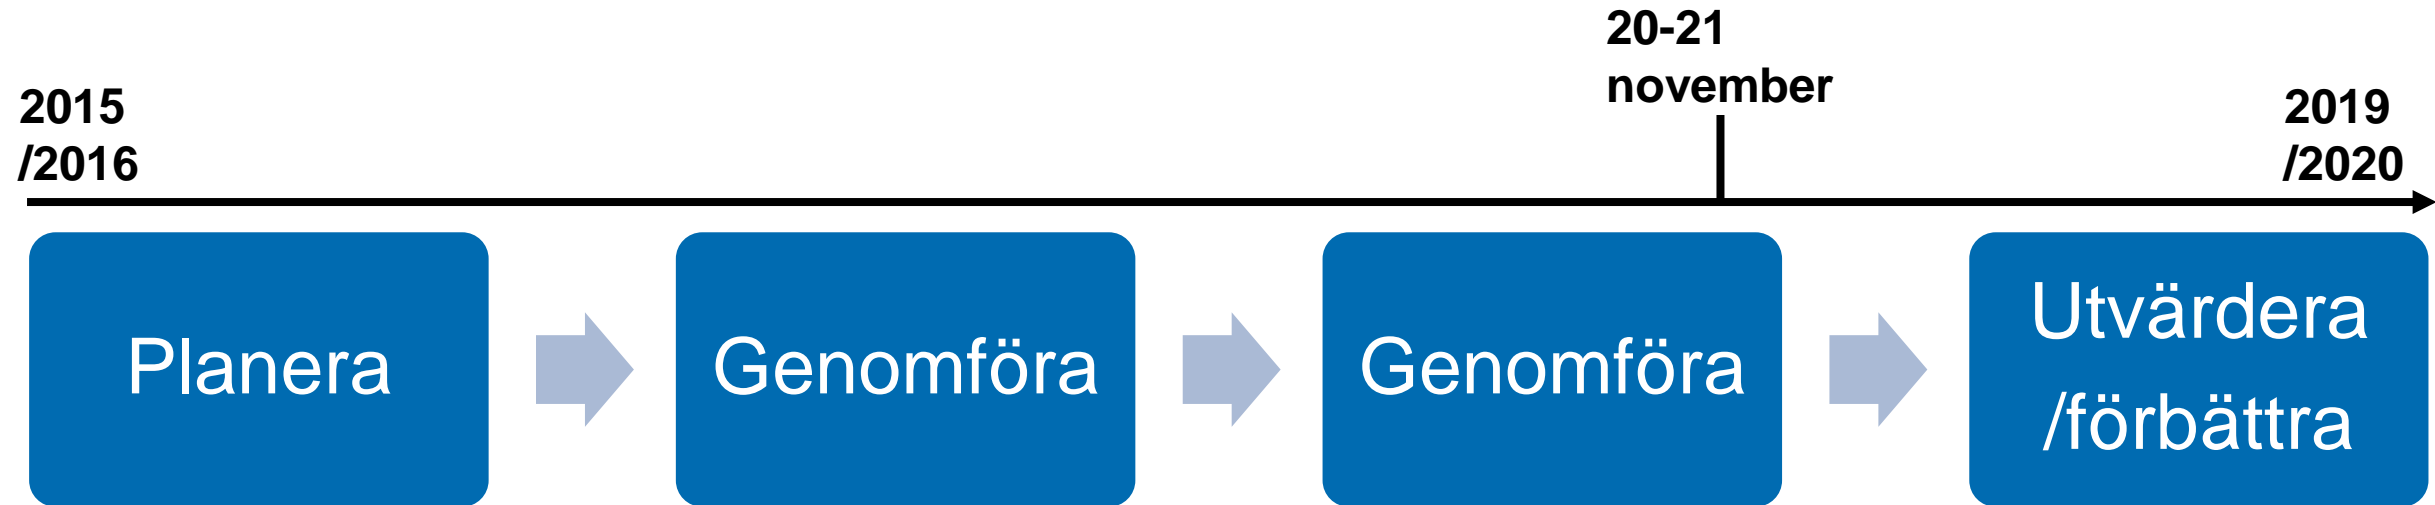 20-21
november
2015
/2016
2019
/2020
Planera
Genomföra
Genomföra
Utvärdera
/förbättra